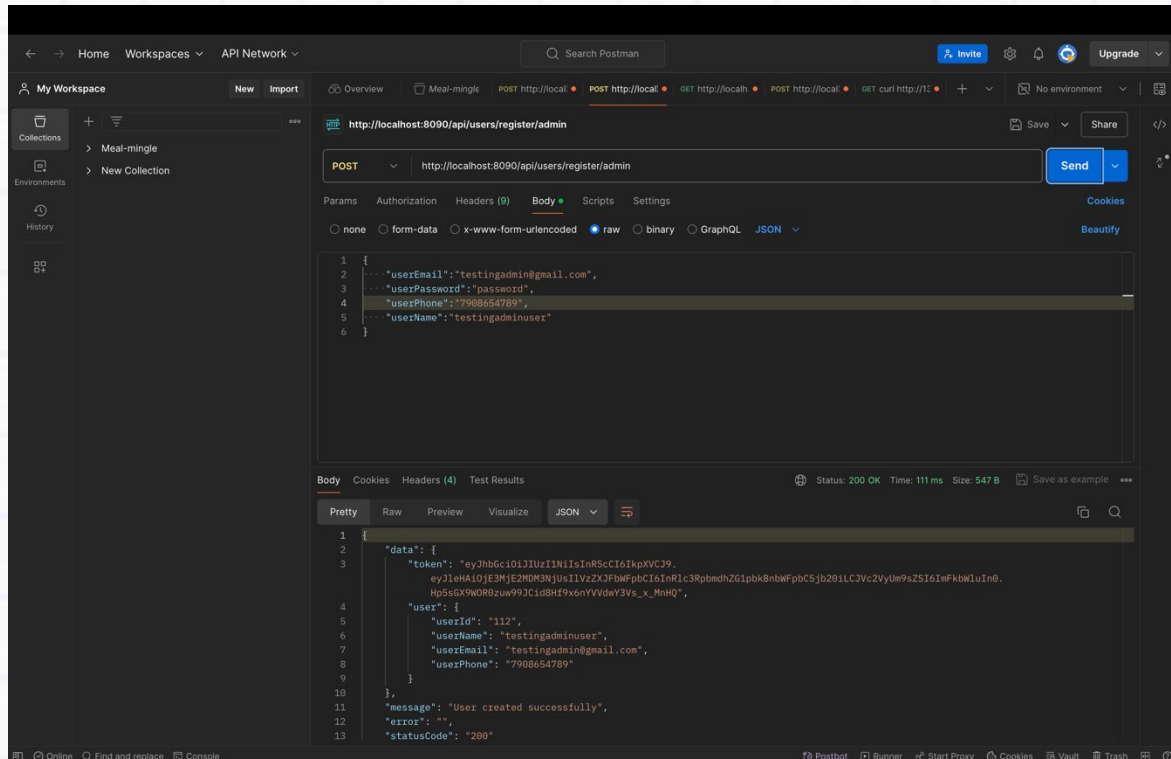 Home Workspaces API Network Search Postman Invite Upgrade
My Workspace New Import Overview Meal-mingle POST http://local POST http://local GET http://localh POST http://local GET curl http://1 No environment
Collections
Environments
History
Meal-mingle
New Collection
HTTP http://localhost:8090/api/users/register/admin Save Share
POST http://localhost:8090/api/users/register/admin Send
Params Authorization Headers (9) Body Scripts Settings Cookies
none form-data x-www-form-urlencoded raw binary GraphQL JSON Beautify
1 {
2 "userEmail":"testingadmin@gmail.com",
3 "userPassword":"password",
4 "userPhone":"7908654789",
5 "userName":"testingadminuser"
6 }
Body Cookies Headers (4) Test Results Status: 200 OK Time: 111 ms Size: 547 B Save as example
Pretty Raw Preview Visualize JSON
1 {
2 "data": {
3 "token": "eyJhbGciOiJIUzI1NiIsInR5cCI6IkpXVCJ9.
eyJleHAiOjE3MjE2MDM3NjUsIlVzZXJFbWFpbCI6InRlc3RpbmdhZG1pbkBnbWFpbC5jb20iLCJVc2VyUm9sZSI6ImFkbWluIn0.
Hp5sGX9WOR0zuw99JCid8Hf9x6nYVVdwY3Vs_x_MnHQ",
4 "user": {
5 "userId": "112",
6 "userName": "testingadminuser",
7 "userEmail": "testingadmin@gmail.com",
8 "userPhone": "7908654789"
9 }
10 },
11 "message": "User created successfully",
12 "error": "",
13 "statusCode": "200"
Online Find and replace Console Postbot Runner Start Proxy Cookies Vault Trash